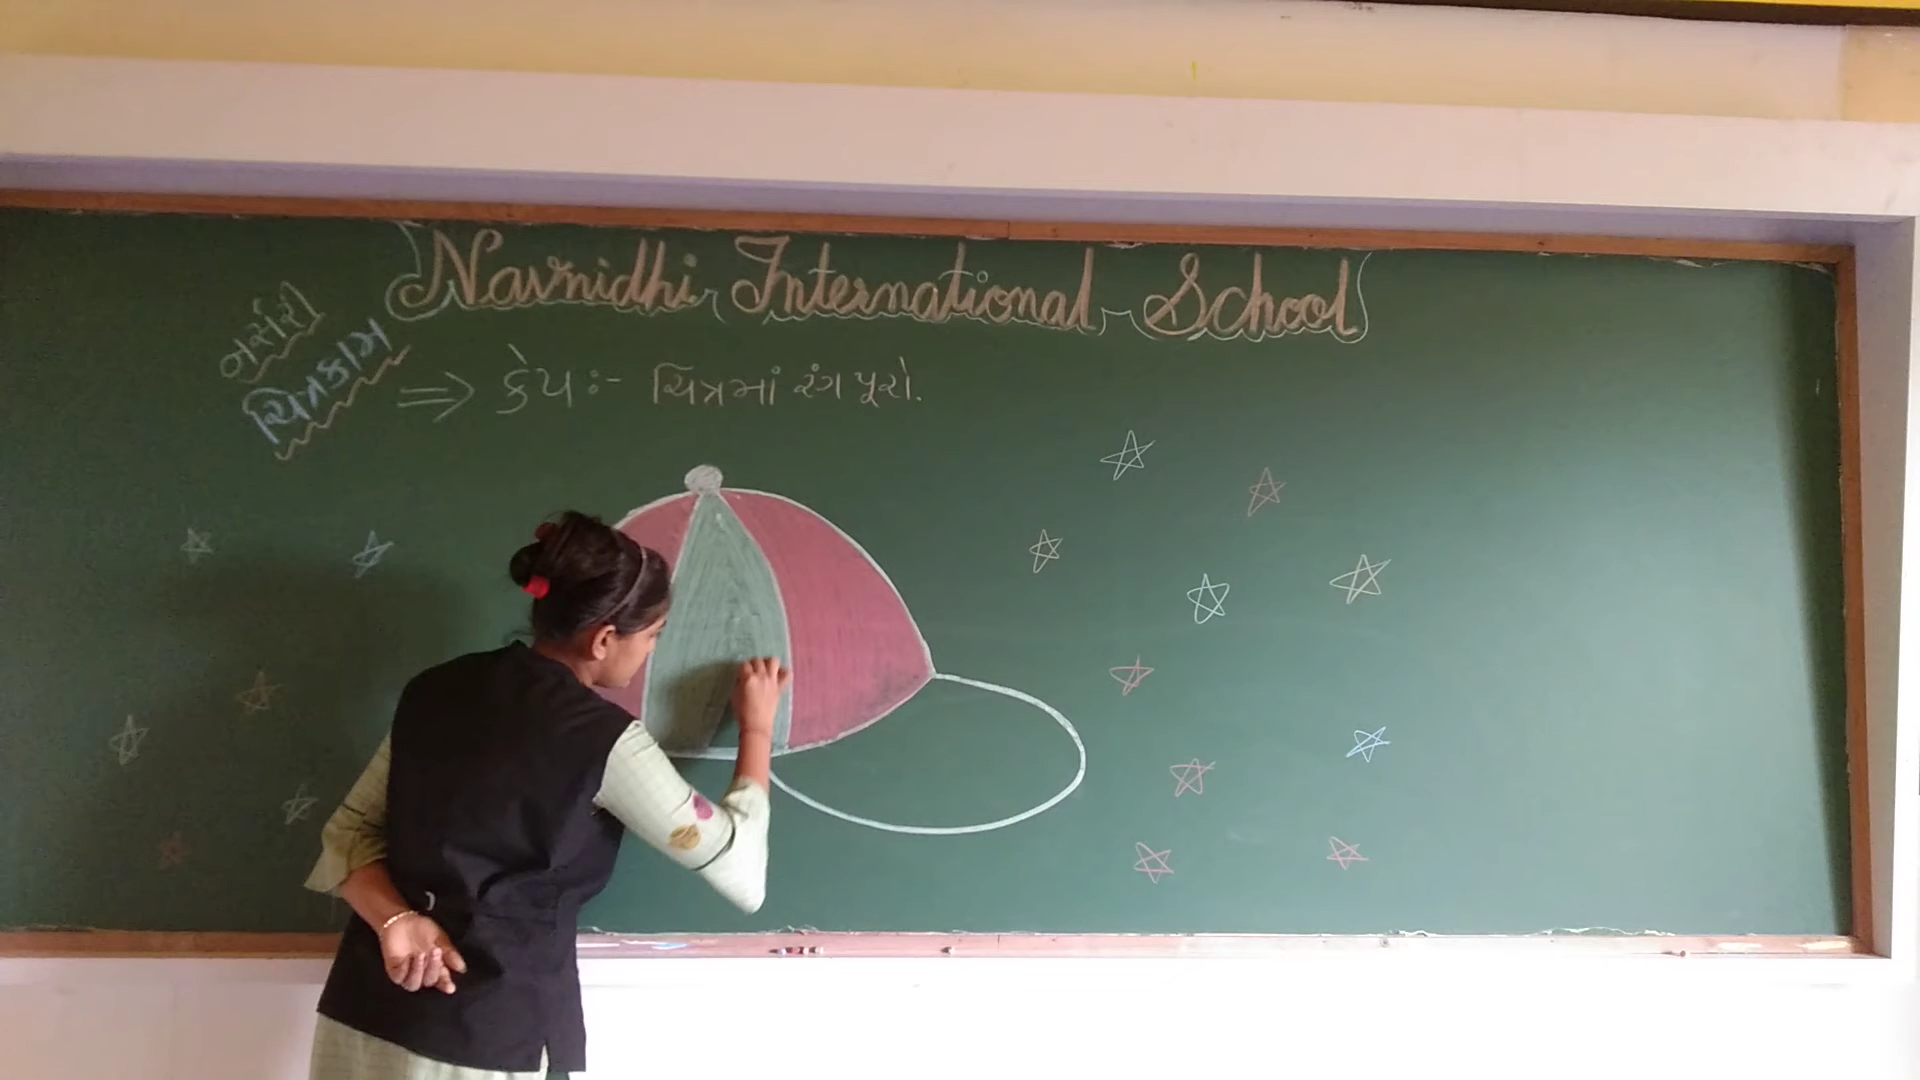 Navnidhi International School
નર્સરી
ચિત્રકામ
⇒ કેપ :- ચિત્રમાં રંગ પૂરો.